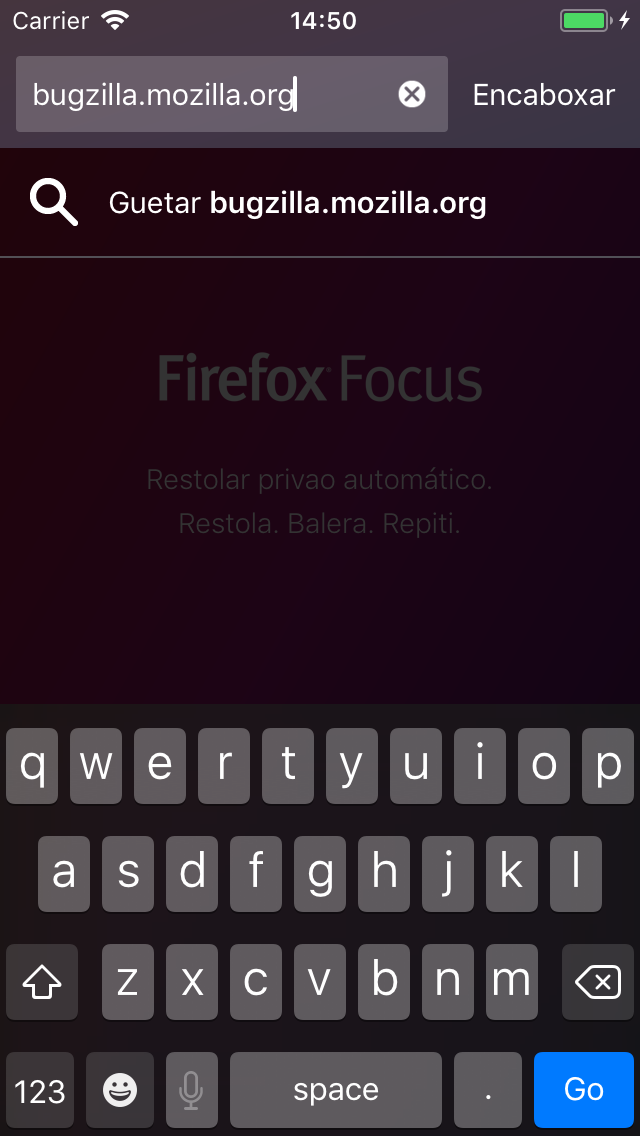 Carrier 14:50
bugzilla.mozilla.org Encaboxar
Guetar bugzilla.mozilla.org
Firefox Focus
Restolar privao automático.
Restola. Balera. Repiti.
q w e r t y u i o p
a s d f g h j k l
z x c v b n m
123 space . Go